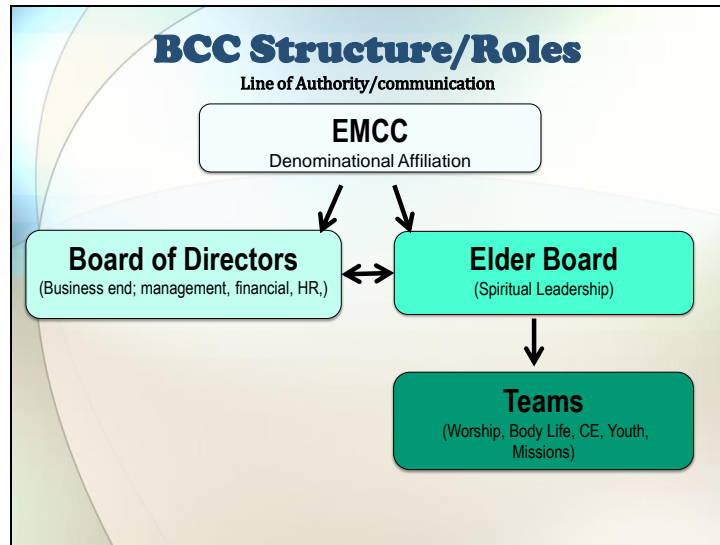 BCC Structure/Roles
Line of Authority/communication
EMCC
Denominational Affiliation
Board of Directors
(Business end; management, financial, HR,)
Elder Board
(Spiritual Leadership)
Teams
(Worship, Body Life, CE, Youth,
Missions)